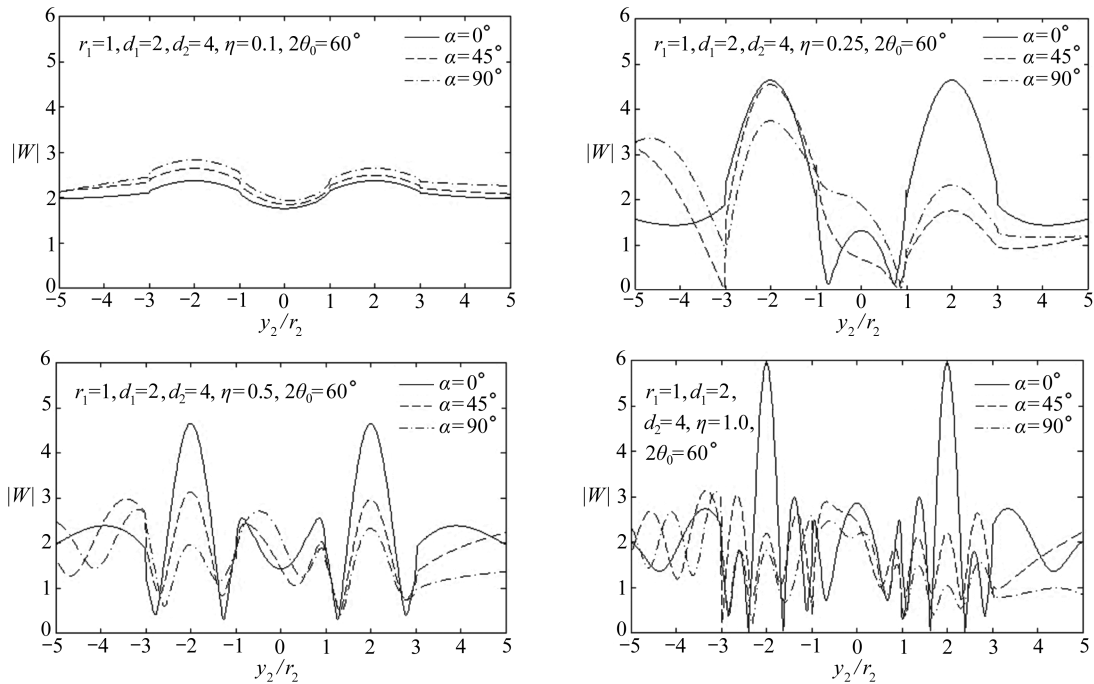 6
5
4
3
2
1
0
|W|
r₁=1, d₁=2, d₂=4, η=0.1, 2θ₀=60°
α=0°
α=45°
α=90°
−5 −4 −3 −2 −1 0 1 2 3 4 5
y₂/r₂
6
5
4
3
2
1
0
|W|
r₁=1, d₁=2, d₂=4, η=0.25, 2θ₀=60°
α=0°
α=45°
α=90°
−5 −4 −3 −2 −1 0 1 2 3 4 5
y₂/r₂
6
5
4
3
2
1
0
|W|
r₁=1, d₁=2, d₂=4, η=0.5, 2θ₀=60°
α=0°
α=45°
α=90°
−5 −4 −3 −2 −1 0 1 2 3 4 5
y₂/r₂
6
5
4
3
2
1
0
|W|
r₁=1, d₁=2,
d₂=4, η=1.0,
2θ₀=60°
α=0°
α=45°
α=90°
−5 −4 −3 −2 −1 0 1 2 3 4 5
y₂/r₂